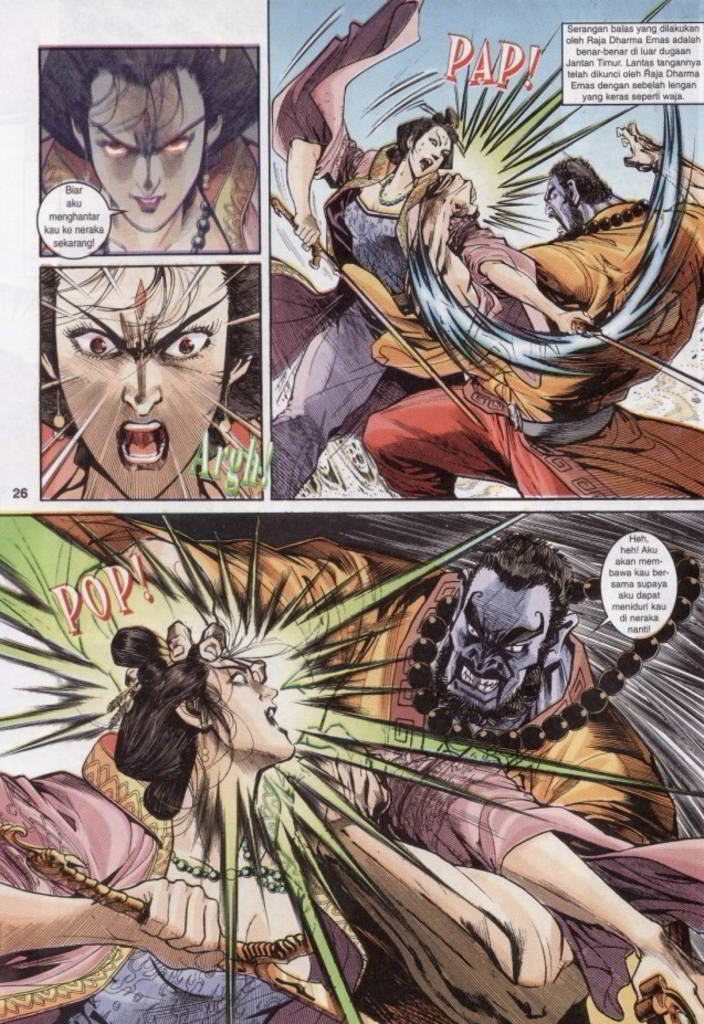 Biar
aku
menghantar
kau ke neraka
sekarang!
Argh!
PAP!
Serangan balas yang dilakukan
oleh Raja Dharma Emas adalah
benar-benar di luar dugaan
Jantan Timur. Lantas tangannya
telah dikunci oleh Raja Dharma
Emas dengan sebelah lengan
yang keras seperti waja.
26
POP!
Heh,
heh! Aku
akan mem-
bawa kau ber-
sama supaya
aku dapat
meniduri kau
di neraka
nanti!